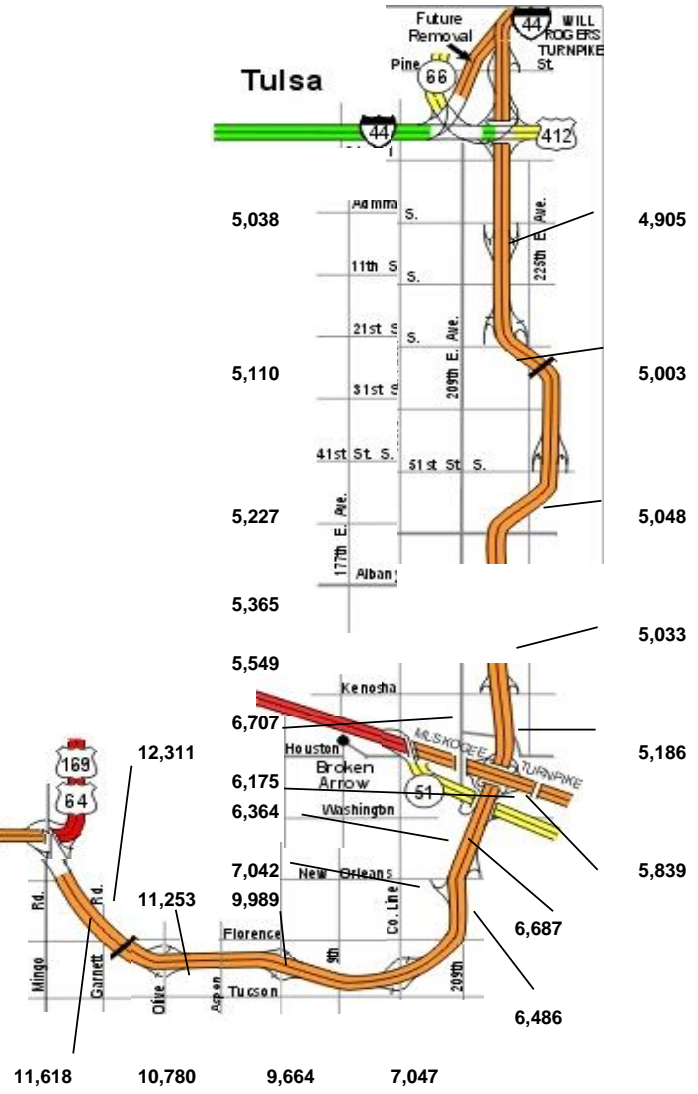 Future
Removal
44
WILL
ROGERS
TURNPIKE
Pine
St.
66
Tulsa
44
412
Admira
S.
5,038
225th E. Ave.
4,905
11th S
S.
21st S
S.
209th E. Ave.
5,110
31st S
5,003
41st St. S.
51st St. S.
177th E. Ave.
5,227
5,048
Albany
5,365
5,033
5,549
Kenosha
6,707
MUSKOGEE
TURNPIKE
Houston
12,311
5,186
169
Broken
Arrow
6,175
51
64
6,364
Washington
7,042
New Orleans
5,839
11,253
9,989
Rd.
Rd.
Co. Line
6,687
Florence
9th
Mingo
Garnett
Olive
Aspen
Tucson
209th
6,486
11,618
10,780
9,664
7,047